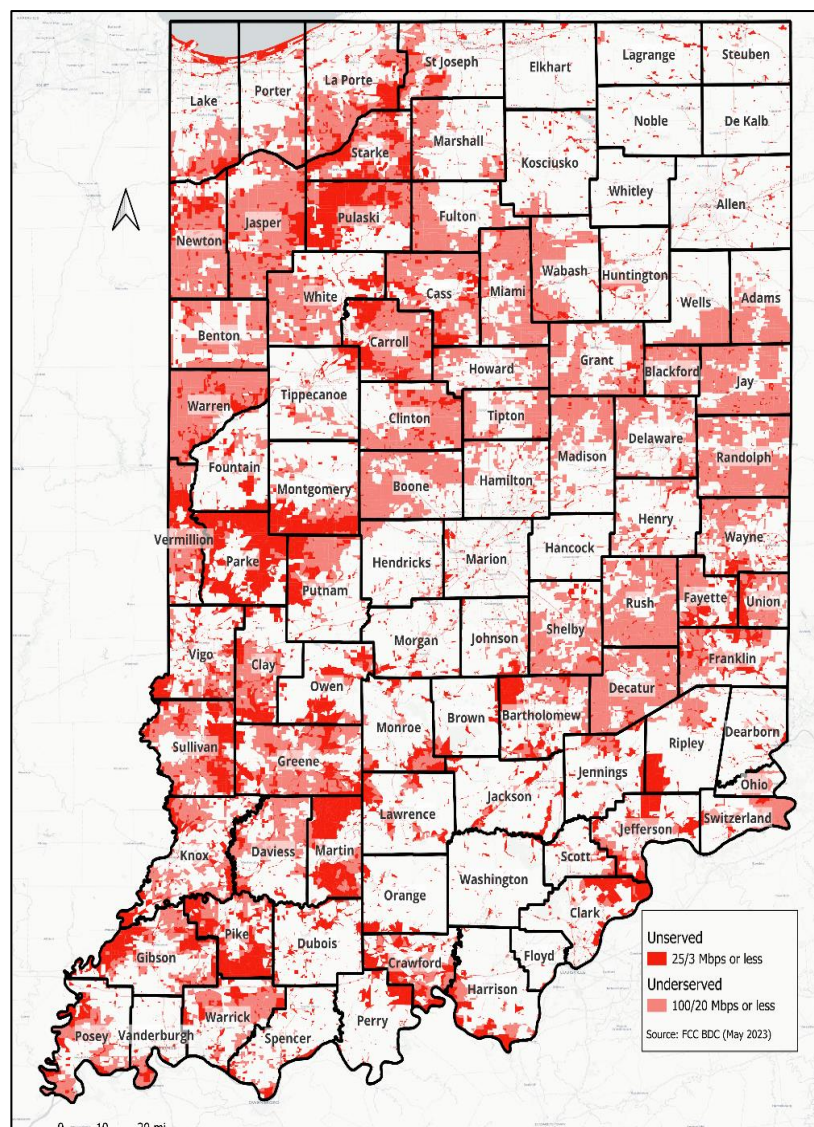 St Joseph
Elkhart
Lagrange
Steuben
La Porte
Porter
Lake
Noble
De Kalb
Marshall
Starke
Kosciusko
Whitley
Allen
Pulaski
Fulton
Jasper
Newton
Wabash
Huntington
Miami
Cass
White
Wells
Adams
Benton
Carroll
Grant
Howard
Blackford
Jay
Tippecanoe
Warren
Clinton
Tipton
Delaware
Madison
Randolph
Fountain
Montgomery
Boone
Hamilton
Henry
Wayne
Vermillion
Parke
Hendricks
Marion
Hancock
Putnam
Fayette
Union
Rush
Shelby
Morgan
Johnson
Vigo
Clay
Franklin
Owen
Decatur
Monroe
Brown
Bartholomew
Dearborn
Sullivan
Greene
Ripley
Jennings
Ohio
Jackson
Lawrence
Switzerland
Jefferson
Knox
Daviess
Martin
Scott
Washington
Orange
Clark
Pike
Dubois
Gibson
Floyd
Crawford
Harrison
Warrick
Perry
Posey
Vanderburgh
Spencer
Unserved
25/3 Mbps or less
Underserved
100/20 Mbps or less
Source: FCC BDC (May 2023)
0 10 20 mi